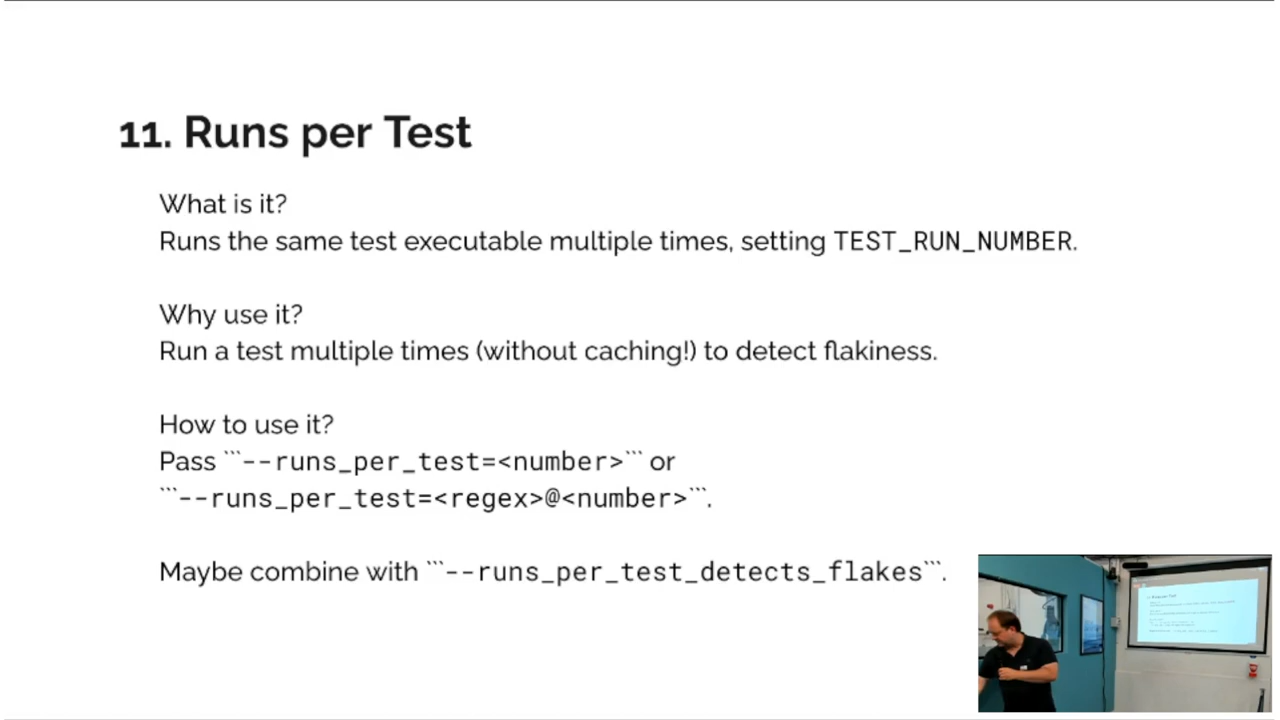 11. Runs per Test
What is it?
Runs the same test executable multiple times, setting TEST_RUN_NUMBER.
Why use it?
Run a test multiple times (without caching!) to detect flakiness.
How to use it?
Pass ```--runs_per_test=<number>``` or
```--runs_per_test=<regex>@<number>```.
Maybe combine with ```--runs_per_test_detects_flakes```.